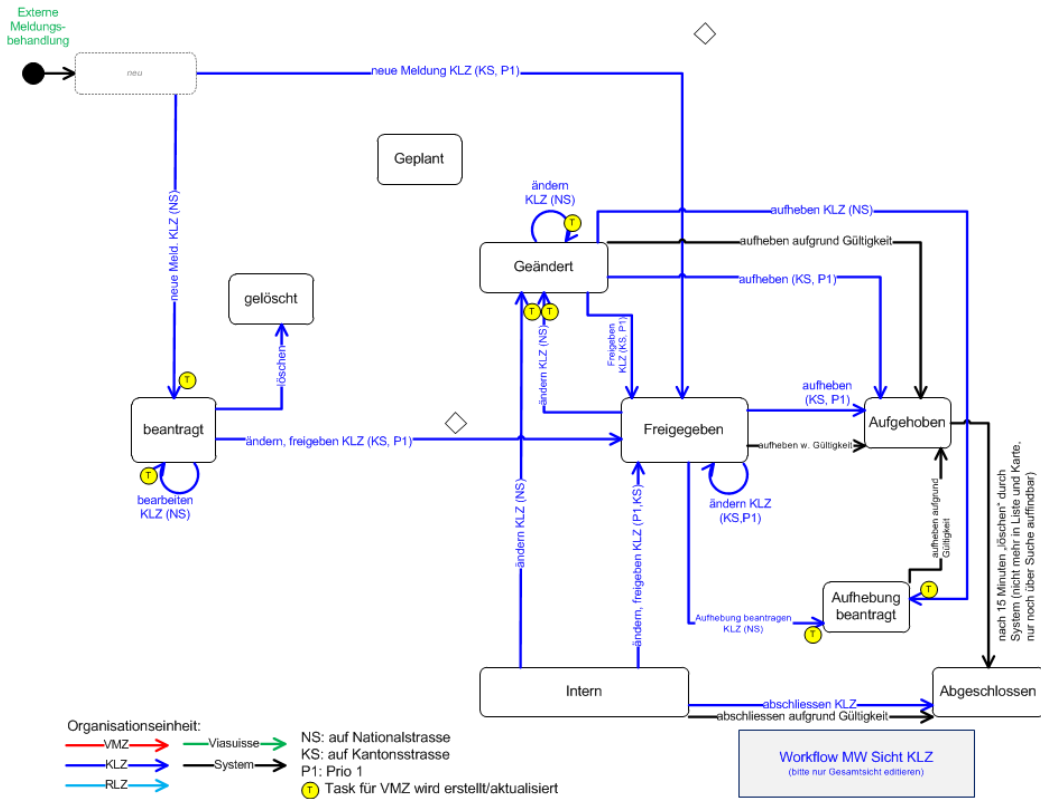 Externe
Meldungs-
behandlung
neu
neue Meldung KLZ (KS, P1)
Geplant
neue Meld. KLZ (NS)
ändern
KLZ (NS)
T
aufheben KLZ (NS)
aufheben aufgrund Gültigkeit
Geändert
aufheben (KS, P1)
gelöscht
T
T
Freigegeben
KLZ (KS, P1)
ändern KLZ (NS)
löschen
T
beantragt
aufheben
(KS, P1)
Freigegeben
Aufgehoben
ändern, freigeben KLZ (KS, P1)
aufheben w. Gültigkeit
T
bearbeiten
KLZ (NS)
ändern KLZ
(KS,P1)
ändern KLZ (NS)
ändern, freigeben KLZ (P1,KS)
aufheben aufgrund
Gültigkeit
nach 15 Minuten „löschen“ durch
System (nicht mehr in Liste und Karte,
nur noch über Suche auffindbar)
Aufhebung
beantragt
T
Aufhebung beantragen
KLZ (NS)
T
Intern
Abgeschlossen
abschliessen KLZ
abschliessen aufgrund Gültigkeit
Organisationseinheit:
VMZ
Viasuisse
KLZ
System
RLZ
NS: auf Nationalstrasse
KS: auf Kantonsstrasse
P1: Prio 1
T Task für VMZ wird erstellt/aktualisiert
Workflow MW Sicht KLZ
(bitte nur Gesamtsicht editieren)